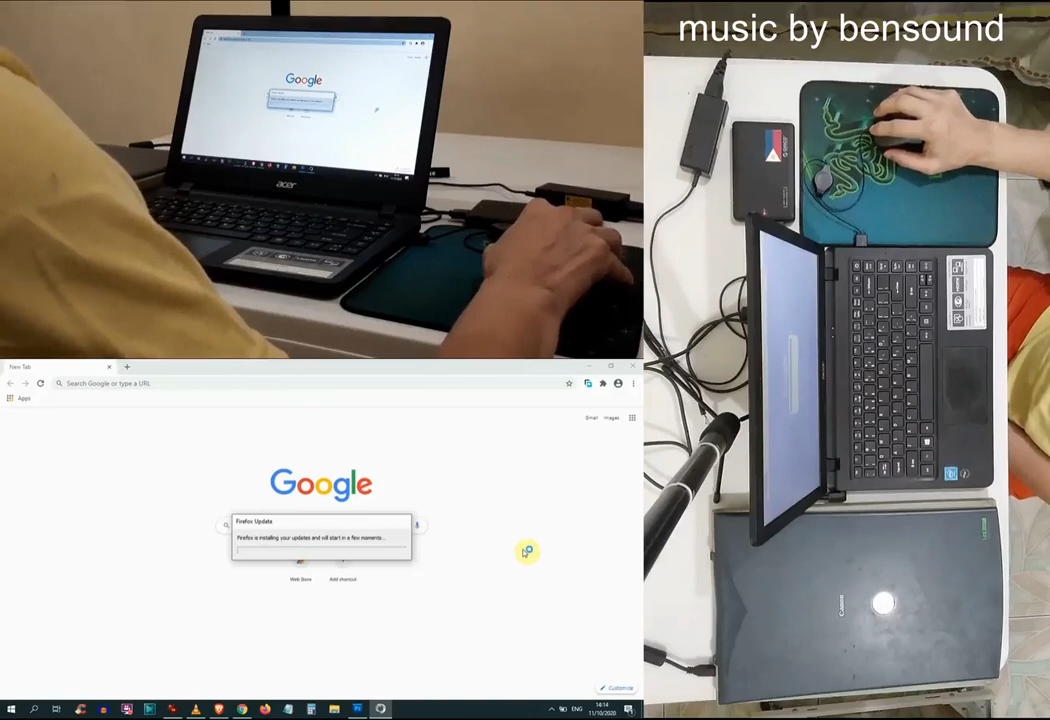 music by bensound
Google
acer
New Tab
Search Google or type a URL
Apps
Gmail Images
Google
Firefox Update
Firefox is installing your updates and will start in a few moments...
Web Store Add shortcut
Customize
ENG
14:14
11/10/2020
Canon